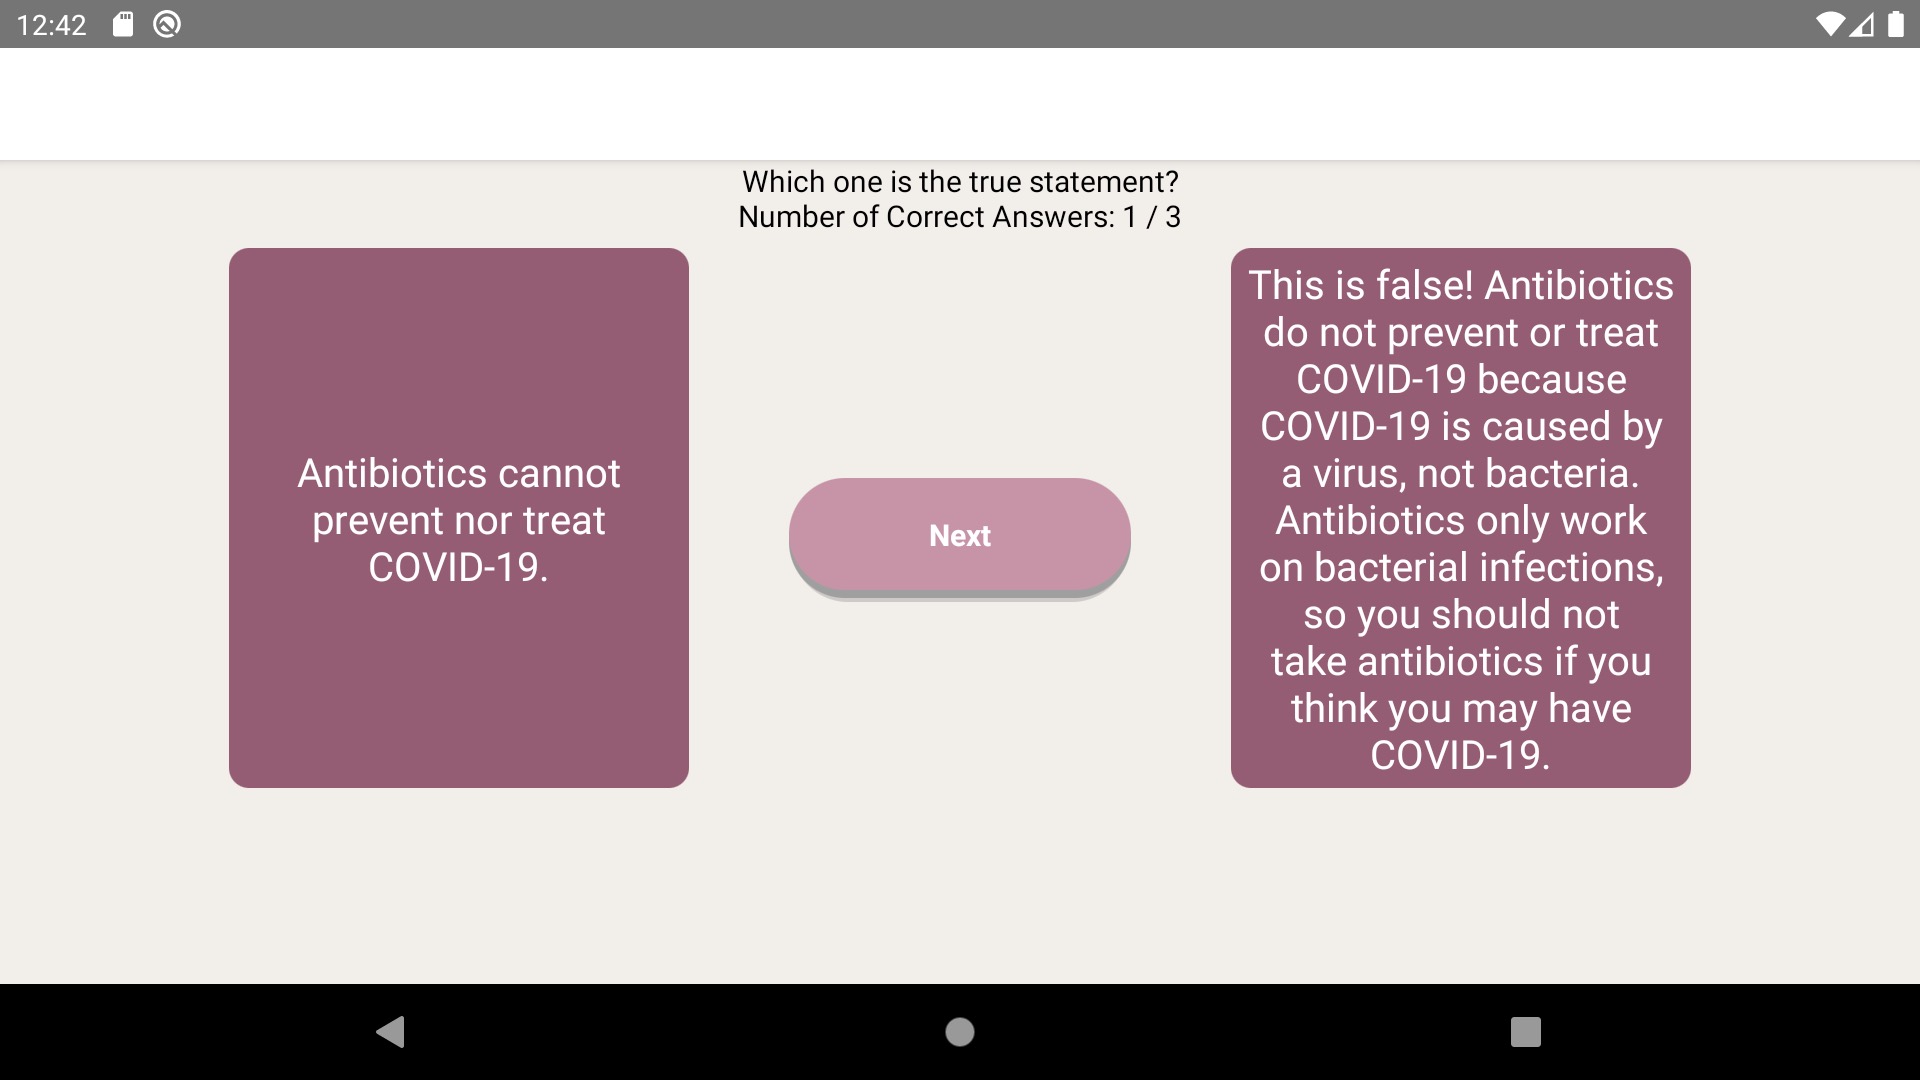 12:42
Which one is the true statement?
Number of Correct Answers: 1 / 3
Antibiotics cannot
prevent nor treat
COVID-19.
Next
This is false! Antibiotics
do not prevent or treat
COVID-19 because
COVID-19 is caused by
a virus, not bacteria.
Antibiotics only work
on bacterial infections,
so you should not
take antibiotics if you
think you may have
COVID-19.